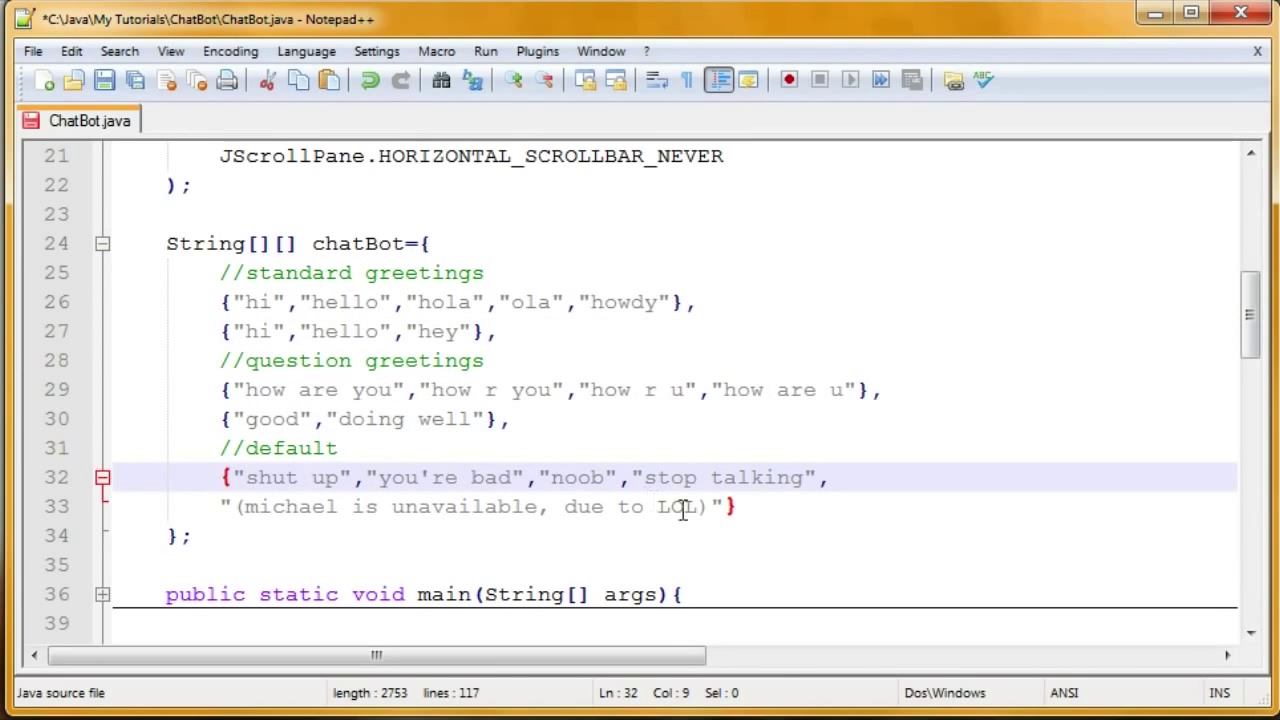 *C:\Java\My Tutorials\ChatBot\ChatBot.java - Notepad++
File Edit Search View Encoding Language Settings Macro Run Plugins Window ? X
ABC
ChatBot.java
21 JScrollPane.HORIZONTAL_SCROLLBAR_NEVER
22 );
23
24 String[][] chatBot={
25 //standard greetings
26 {"hi","hello","hola","ola","howdy"},
27 {"hi","hello","hey"},
28 //question greetings
29 {"how are you","how r you","how r u","how are u"},
30 {"good","doing well"},
31 //default
32 {"shut up","you're bad","noob","stop talking",
33 "(michael is unavailable, due to LOL)"}
34 };
35
36 public static void main(String[] args){
39
Java source file length : 2753 lines : 117 Ln : 32 Col : 9 Sel : 0 Dos\Windows ANSI INS